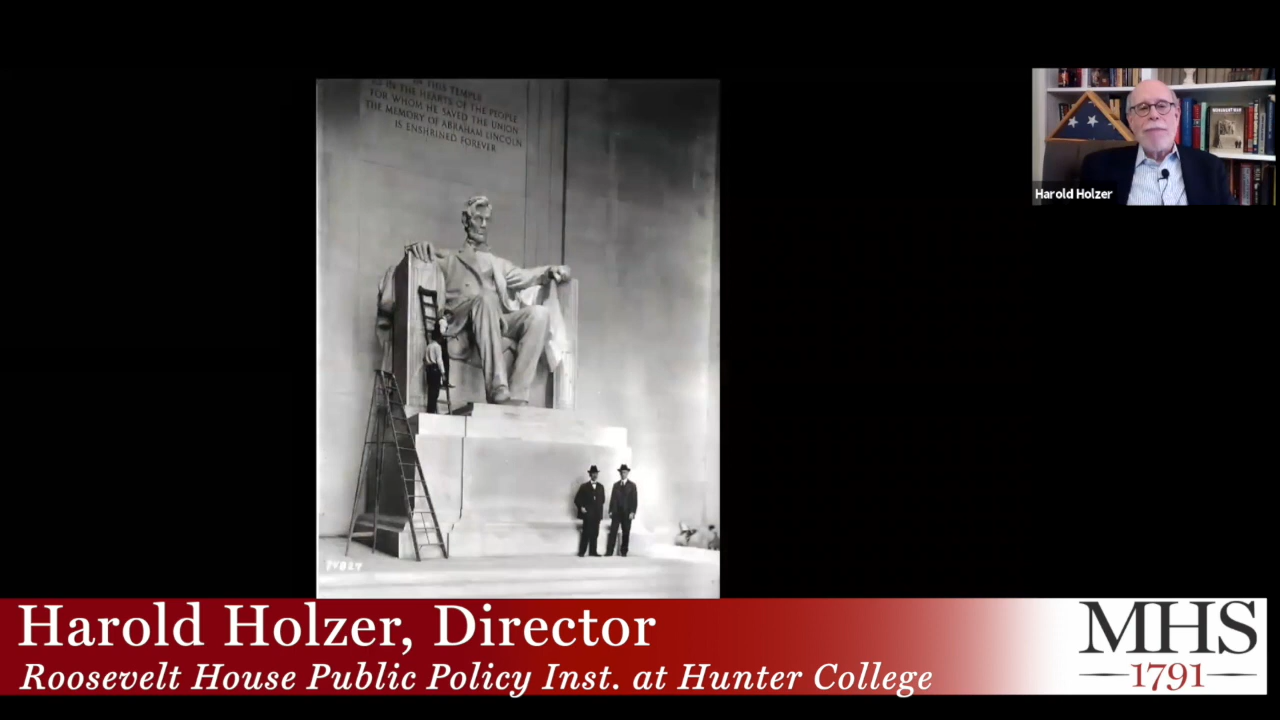 IN THIS TEMPLE
AS IN THE HEARTS OF THE PEOPLE
FOR WHOM HE SAVED THE UNION
THE MEMORY OF ABRAHAM LINCOLN
IS ENSHRINED FOREVER
MONUMENT MAN
Harold Holzer
Harold Holzer, Director
Roosevelt House Public Policy Inst. at Hunter College
MHS
1791